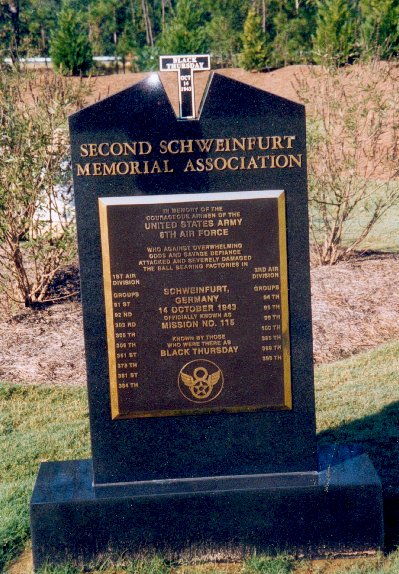 BLACK
THURSDAY
OCT
14
1943
SECOND SCHWEINFURT
MEMORIAL ASSOCIATION
IN MEMORY OF THE
COURAGEOUS AIRMEN OF THE
UNITED STATES
ARMY
8TH AIR FORCE
WHO AGAINST OVERWHELMING
ODDS AND SAVAGE DEFIANCE
ATTACKED AND SEVERELY DAMAGED
THE BALL BEARING FACTORIES IN
SCHWEINFURT,
GERMANY
14 OCTOBER 1943
OFFICIALLY KNOWN AS
MISSION NO. 115
KNOWN BY THOSE
WHO WERE THERE AS
BLACK THURSDAY
1ST AIR
DIVISION
GROUPS
91 ST
92 ND
303 RD
305 TH
306 TH
351 ST
379 TH
381 ST
384 TH
3RD AIR
DIVISION
GROUPS
94 TH
95 TH
96 TH
100 TH
385 TH
388 TH
390 TH